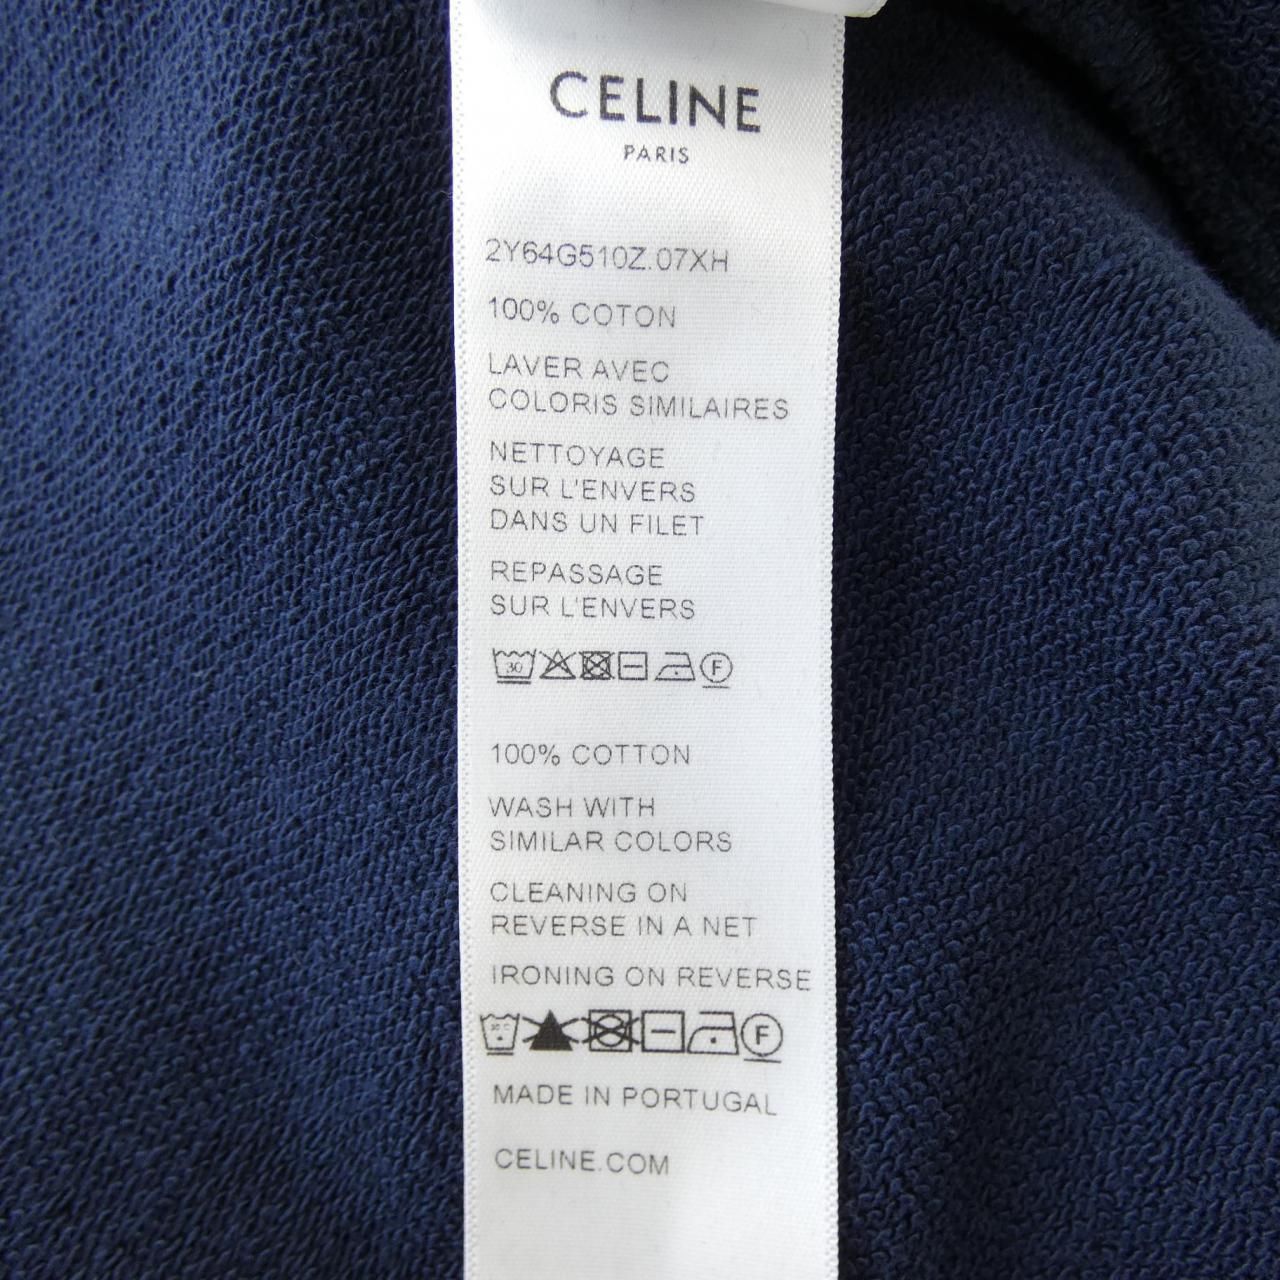 CELINE
PARIS
2Y64G510Z.07XH
100% COTON
LAVER AVEC
COLORIS SIMILAIRES
NETTOYAGE
SUR L'ENVERS
DANS UN FILET
REPASSAGE
SUR L'ENVERS
30 F
100% COTTON
WASH WITH
SIMILAR COLORS
CLEANING ON
REVERSE IN A NET
IRONING ON REVERSE
F
MADE IN PORTUGAL
CELINE.COM